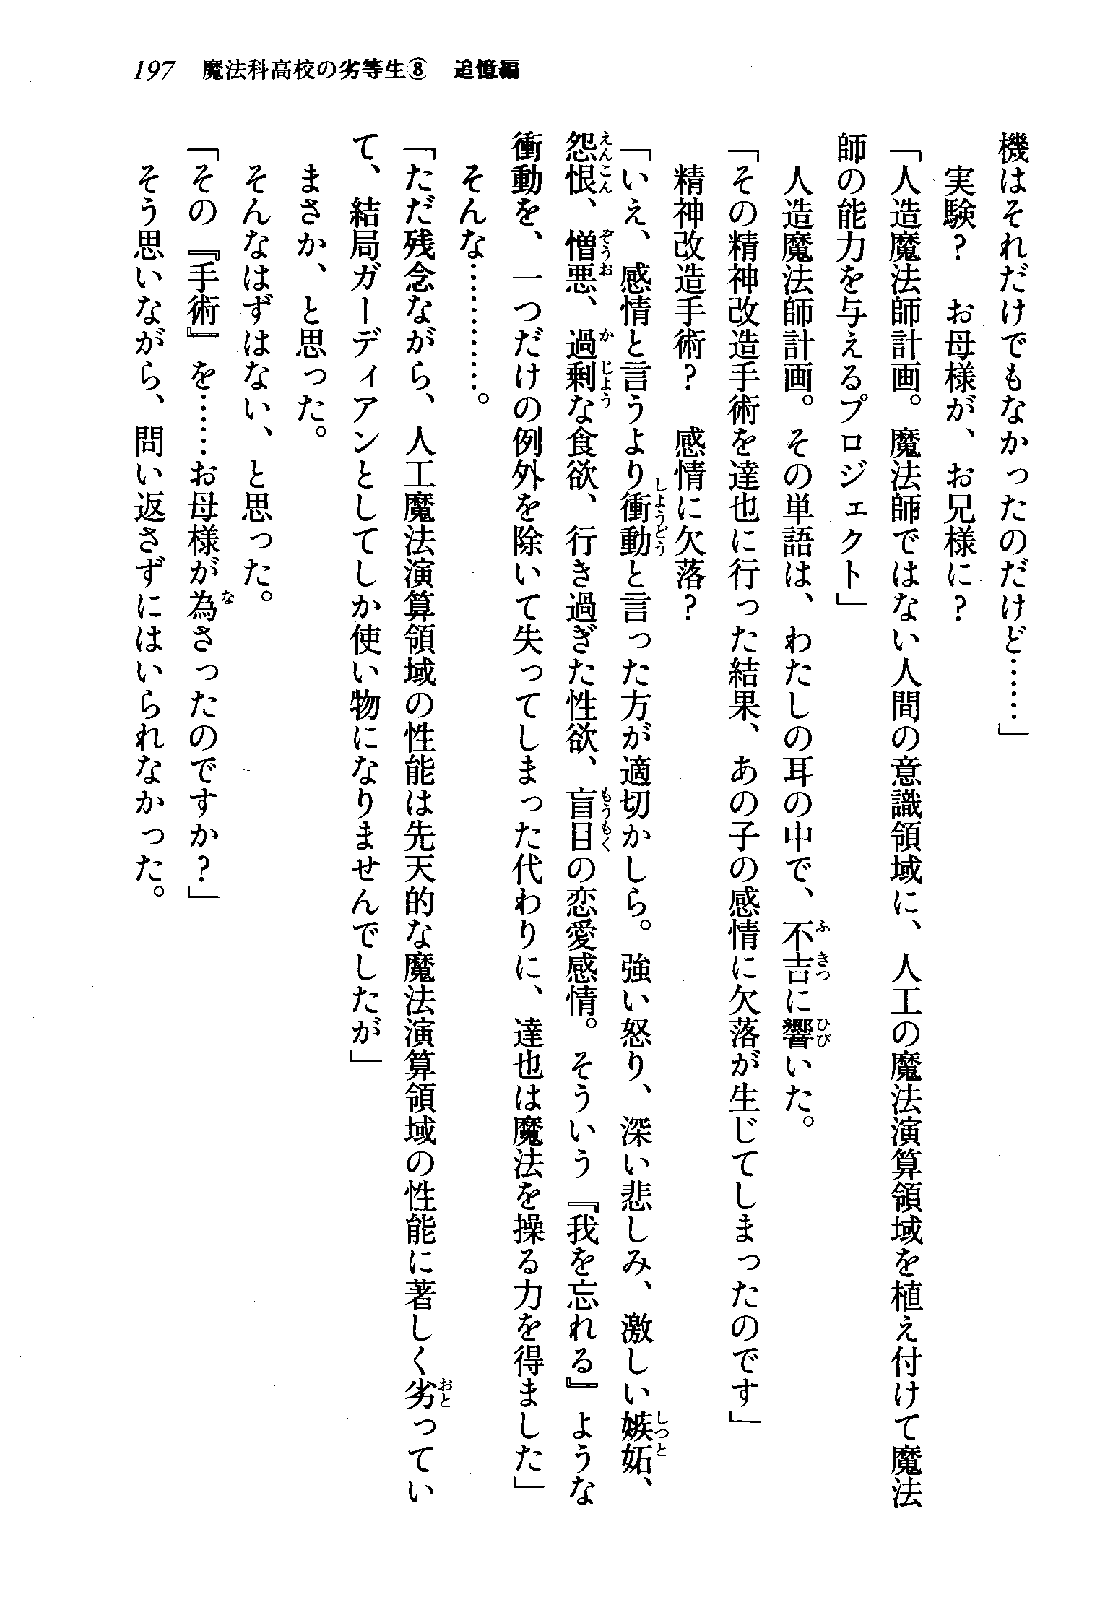 197 魔法科高校の劣等生⑧ 追憶編
機はそれだけでもなかったのだけど……」
実験？　お母様が、お兄様に？
「人造魔法師計画。魔法師ではない人間の意識領域に、人工の魔法演算領域を植え付けて魔法
師の能力を与えるプロジェクト」
人造魔法師計画。その単語は、わたしの耳の中で、不吉に響いた。
「その精神改造手術を達也に行った結果、あの子の感情に欠落が生じてしまったのです」
精神改造手術？　感情に欠落？
「いえ、感情と言うより衝動と言った方が適切かしら。強い怒り、深い悲しみ、激しい嫉妬、
怨恨、憎悪、過剰な食欲、行き過ぎた性欲、盲目の恋愛感情。そういう『我を忘れる』ような
衝動を、一つだけの例外を除いて失ってしまった代わりに、達也は魔法を操る力を得ました」
そんな…………。
「ただ残念ながら、人工魔法演算領域の性能は先天的な魔法演算領域の性能に著しく劣ってい
て、結局ガーディアンとしてしか使い物になりませんでしたが」
まさか、と思った。
そんなはずはない、と思った。
「その『手術』を……お母様が為さったのですか？」
そう思いながら、問い返さずにはいられなかった。